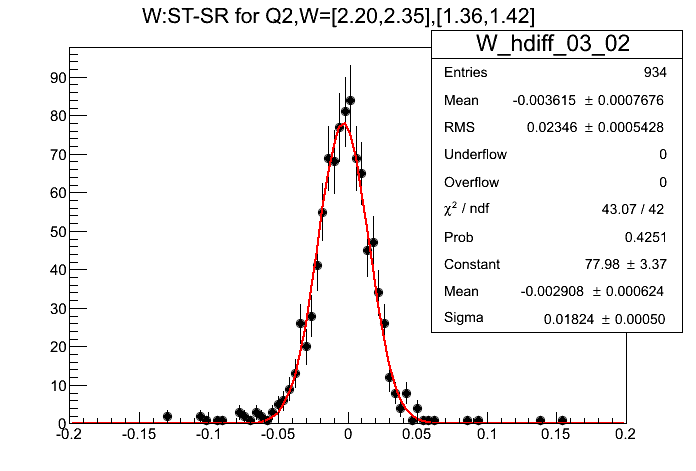 W:ST-SR for Q2,W=[2.20,2.35],[1.36,1.42]
W_hdiff_03_02
Entries 934
Mean -0.003615 ± 0.0007676
RMS 0.02346 ± 0.0005428
Underflow 0
Overflow 0
χ² / ndf 43.07 / 42
Prob 0.4251
Constant 77.98 ± 3.37
Mean -0.002908 ± 0.000624
Sigma 0.01824 ± 0.00050
90
80
70
60
50
40
30
20
10
0
-0.2 -0.15 -0.1 -0.05 0 0.05 0.1 0.15 0.2